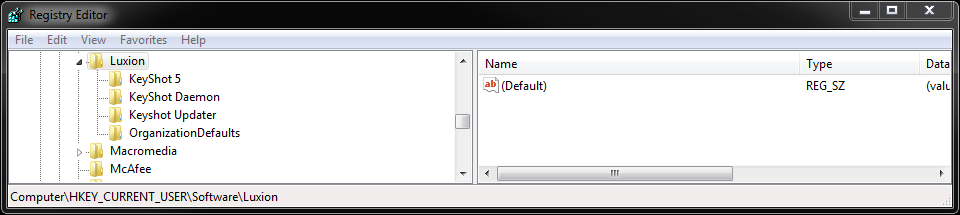 Registry Editor
File Edit View Favorites Help
Luxion
KeyShot 5
KeyShot Daemon
Keyshot Updater
OrganizationDefaults
Macromedia
McAfee
Name Type Data
ab (Default) REG_SZ (valu
Computer\HKEY_CURRENT_USER\Software\Luxion